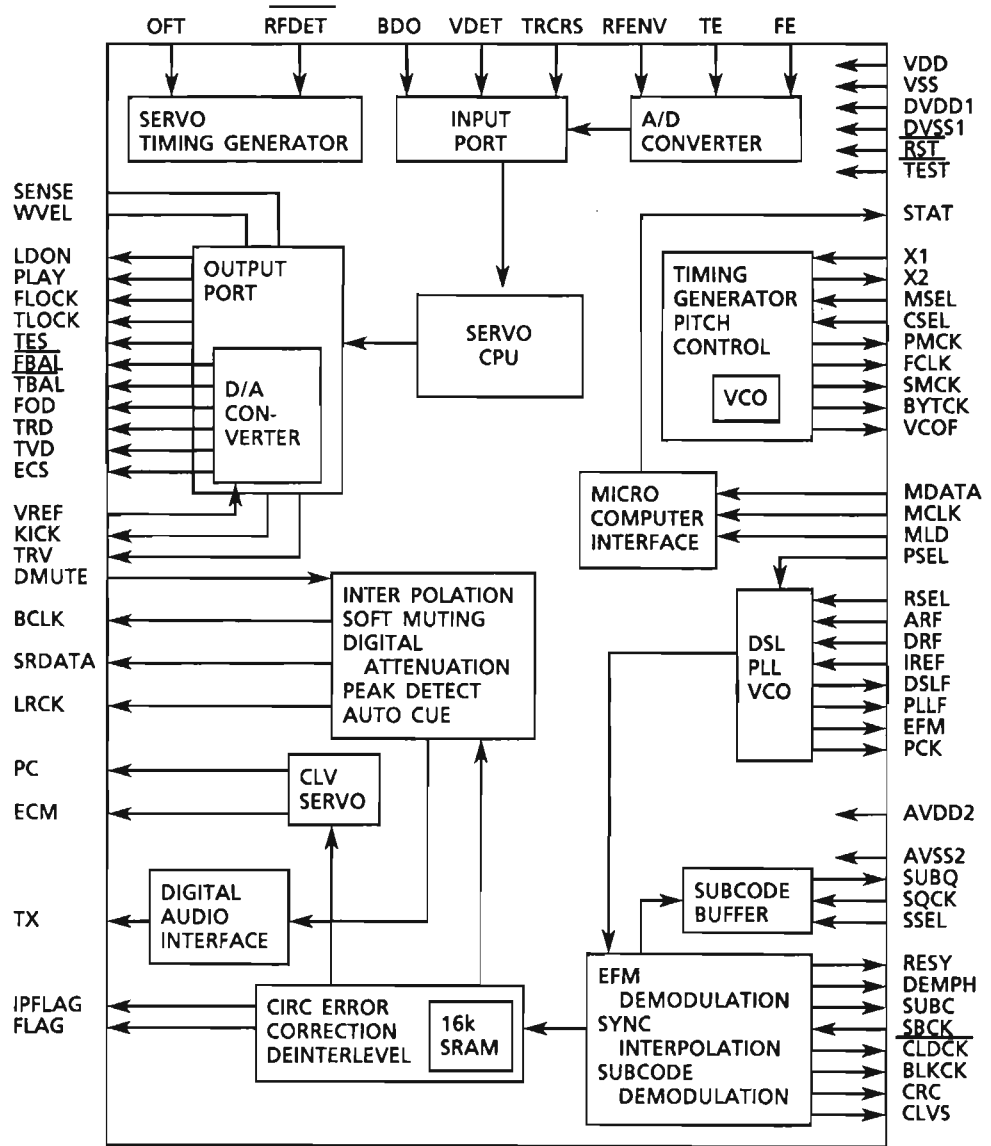 OFT RFDET BDO VDET TRCRS RFENV TE FE
SERVO
TIMING GENERATOR
INPUT
PORT
A/D
CONVERTER
VDD
VSS
DVDD1
DVSS1
RST
TEST
SENSE
WVEL
LDON
PLAY
FLOCK
TLOCK
TES
FBAL
TBAL
FOD
TRD
TVD
ECS
VREF
KICK
TRV
DMUTE
BCLK
SRDATA
LRCK
PC
ECM
TX
IPFLAG
FLAG
OUTPUT
PORT
D/A
CON-
VERTER
SERVO
CPU
TIMING
GENERATOR
PITCH
CONTROL
VCO
MICRO
COMPUTER
INTERFACE
INTER POLATION
SOFT MUTING
DIGITAL
ATTENUATION
PEAK DETECT
AUTO CUE
DSL
PLL
VCO
CLV
SERVO
DIGITAL
AUDIO
INTERFACE
SUBCODE
BUFFER
CIRC ERROR
CORRECTION
DEINTERLEVEL
16k
SRAM
EFM
DEMODULATION
SYNC
INTERPOLATION
SUBCODE
DEMODULATION
STAT
X1
X2
MSEL
CSEL
PMCK
FCLK
SMCK
BYTCK
VCOF
MDATA
MCLK
MLD
PSEL
RSEL
ARF
DRF
IREF
DSLF
PLLF
EFM
PCK
AVDD2
AVSS2
SUBQ
SQCK
SSEL
RESY
DEMPH
SUBC
SBCK
CLDCK
BLKCK
CRC
CLVS